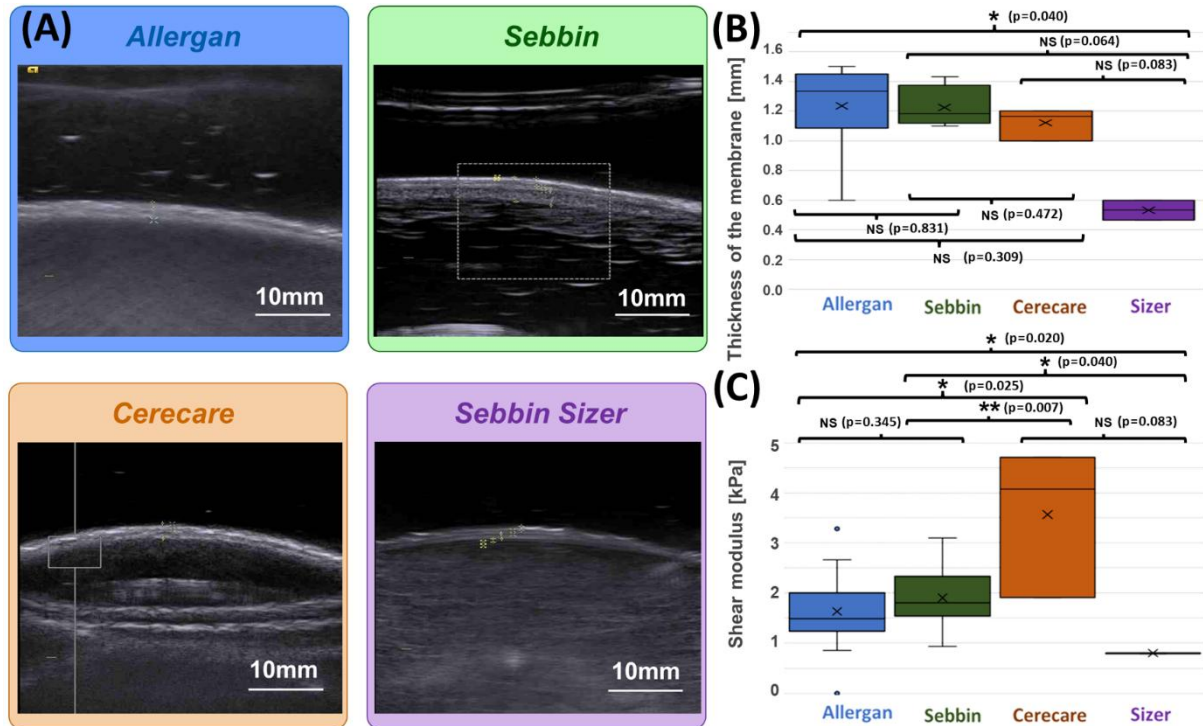 (A)
Allergan
10mm
Sebbin
10mm
Cerecare
10mm
Sebbin Sizer
10mm
(B)
Thickness of the membrane [mm]
* (p=0.040)
NS (p=0.064)
NS (p=0.083)
1.6
1.4
1.2
1.0
0.8
0.6
0.4
0.2
0.0
NS (p=0.472)
NS (p=0.831)
NS (p=0.309)
Allergan Sebbin Cerecare Sizer
(C)
Shear modulus [kPa]
* (p=0.020)
* (p=0.040)
* (p=0.025)
** (p=0.007)
NS (p=0.345)
NS (p=0.083)
5
4
3
2
1
0
Allergan Sebbin Cerecare Sizer